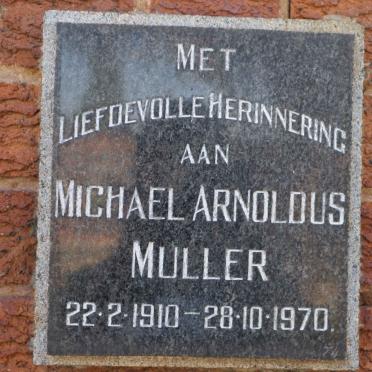 MET
LIEFDEVOLLE HERINNERING
AAN
MICHAEL ARNOLDUS
MULLER
22·2·1910 – 28·10·1970.